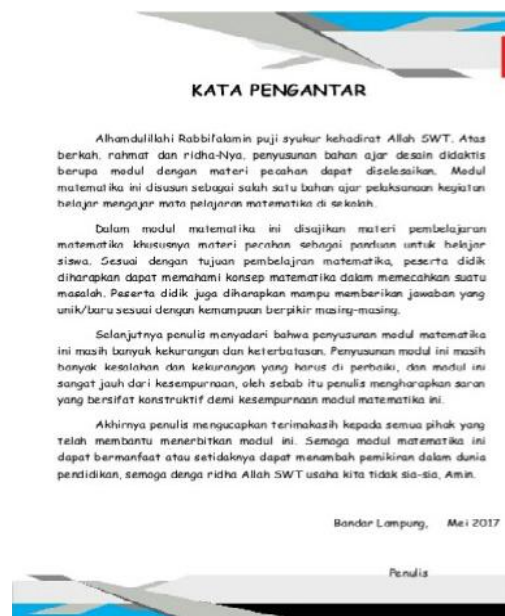 KATA PENGANTAR
Alhamdulillahi Rabbil'alamin puji syukur kehadirat Allah SWT. Atas
berkah, rahmat dan ridha-Nya, penyusunan bahan ajar desain didaktis
berupa modul dengan materi pecahan dapat diselesaikan. Modul
matematika ini disusun sebagai salah satu bahan ajar pelaksanaan kegiatan
belajar mengajar mata pelajaran matematika di sekolah.
Dalam modul matematika ini disajikan materi pembelajaran
matematika khususnya materi pecahan sebagai panduan untuk belajar
siswa. Sesuai dengan tujuan pembelajran matematika, peserta didik
diharapkan dapat memahami konsep matematika dalam memecahkan suatu
masalah. Peserta didik juga diharapkan mampu memberikan jawaban yang
unik/baru sesuai dengan kemampuan berpikir masing-masing.
Selanjutnya penulis menyadari bahwa penyusunan modul matematika
ini masih banyak kekurangan dan keterbatasan. Penyusunan modul ini masih
banyak kesalahan dan kekurangan yang harus di perbaiki, dan modul ini
sangat jauh dari kesempurnaan, oleh sebab itu penulis mengharapkan saran
yang bersifat konstruktif demi kesempurnaan modul matematika ini.
Akhirnya penulis mengucapkan terimakasih kepada semua pihak yang
telah membantu menerbitkan modul ini. Semoga modul matematika ini
dapat bermanfaat atau setidaknya dapat menambah pemikiran dalam dunia
pendidikan, semoga denga ridha Allah SWT usaha kita tidak sia-sia, Amin.
Bandar Lampung, Mei 2017
Penulis